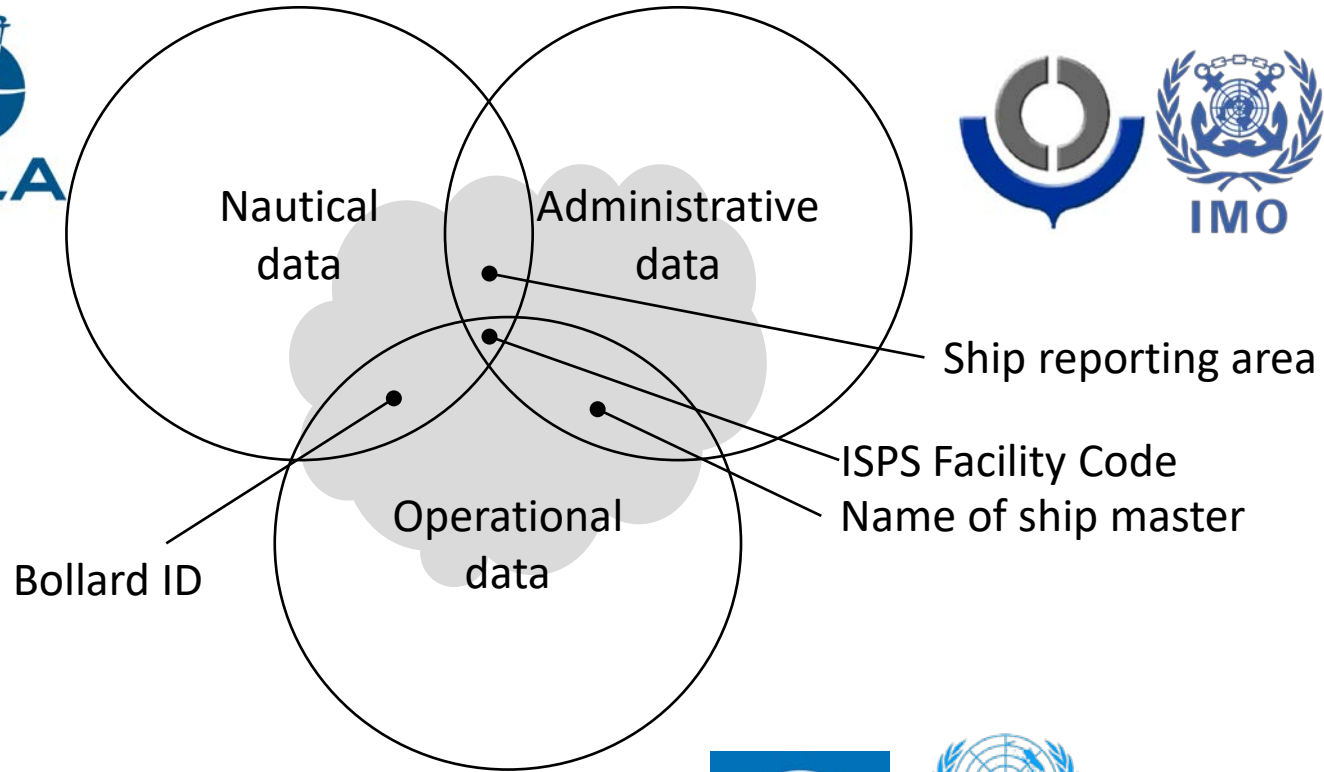 Nautical
data
Administrative
data
IMO
Ship reporting area
ISPS Facility Code
Name of ship master
Operational
data
Bollard ID